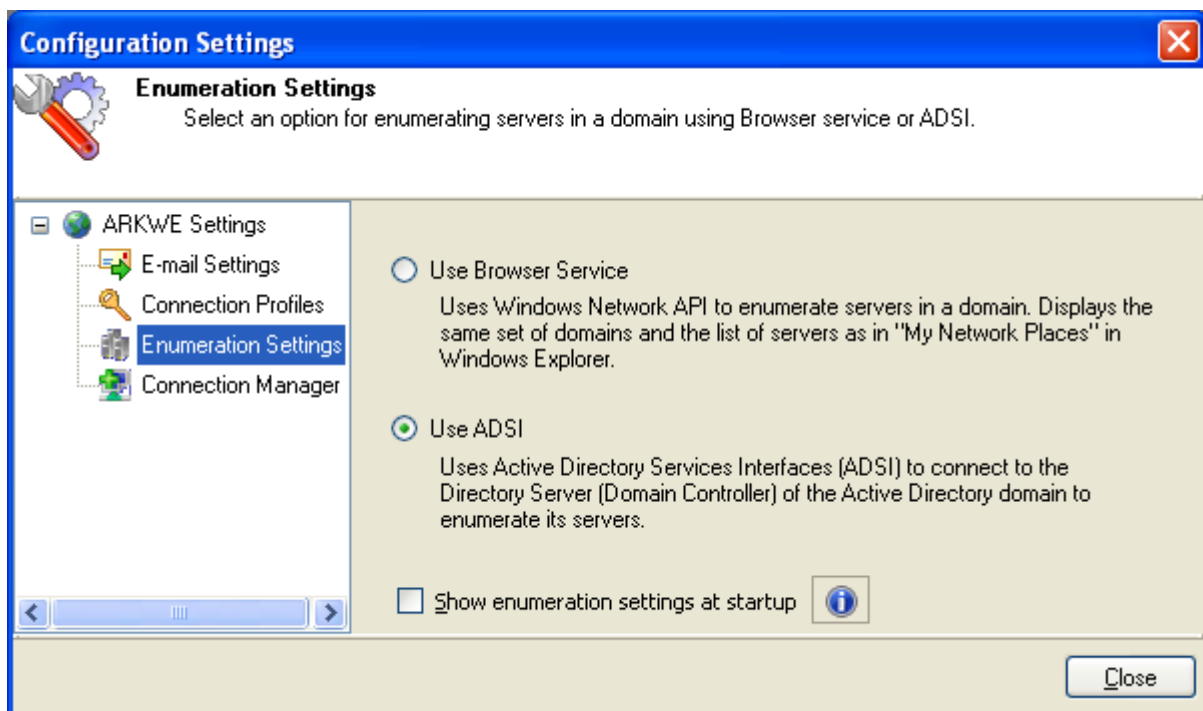 Configuration Settings
Enumeration Settings
Select an option for enumerating servers in a domain using Browser service or ADSI.
ARKWE Settings
E-mail Settings
Connection Profiles
Enumeration Settings
Connection Manager
Use Browser Service
Uses Windows Network API to enumerate servers in a domain. Displays the
same set of domains and the list of servers as in "My Network Places" in
Windows Explorer.
Use ADSI
Uses Active Directory Services Interfaces (ADSI) to connect to the
Directory Server (Domain Controller) of the Active Directory domain to
enumerate its servers.
Show enumeration settings at startup
Close